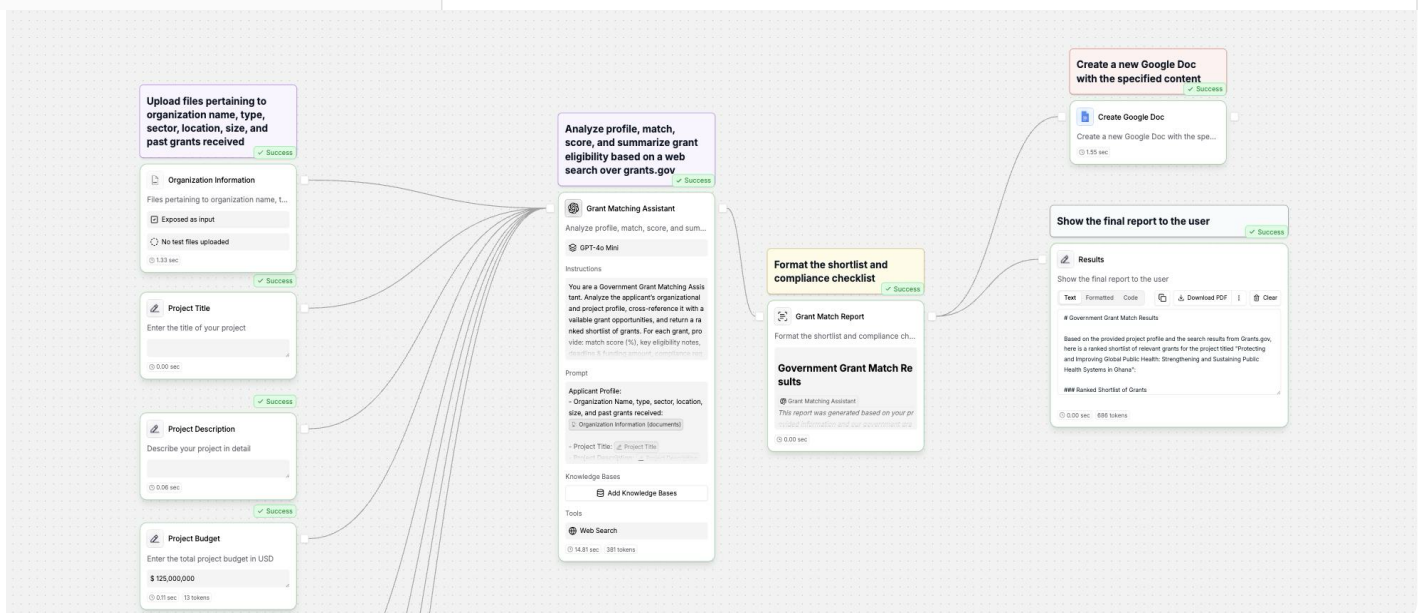 Upload files pertaining to
organization name, type,
sector, location, size, and
past grants received
Success
Organization Information
Files pertaining to organization name, t...
Exposed as input
No test files uploaded
1.33 sec
Success
Project Title
Enter the title of your project
0.00 sec
Success
Project Description
Describe your project in detail
0.06 sec
Success
Project Budget
Enter the total project budget in USD
$ 125,000,000
0.11 sec 13 tokens
Analyze profile, match,
score, and summarize grant
eligibility based on a web
search over grants.gov
Success
Grant Matching Assistant
Analyze profile, match, score, and sum...
GPT-4o Mini
Instructions
You are a Government Grant Matching Assis
tant. Analyze the applicant's organizational
and project profile, cross-reference it with a
vailable grant opportunities, and return a ra
nked shortlist of grants. For each grant, pro
vide: match score (%), key eligibility notes,
Prompt
Applicant Profile:
- Organization Name, type, sector, location,
size, and past grants received:
Organization Information (documents)
- Project Title: Project Title
- Project Description:
Knowledge Bases
Add Knowledge Bases
Tools
Web Search
14.81 sec 381 tokens
Format the shortlist and
compliance checklist
Success
Grant Match Report
Format the shortlist and compliance ch...
Government Grant Match Re
sults
Grant Matching Assistant
This report was generated based on your pr
0.00 sec
Create a new Google Doc
with the specified content
Success
Create Google Doc
Create a new Google Doc with the spe...
1.55 sec
Show the final report to the user
Success
Results
Show the final report to the user
Text Formatted Code Download PDF Clear
# Government Grant Match Results
Based on the provided project profile and the search results from Grants.gov,
here is a ranked shortlist of relevant grants for the project titled "Protecting
and Improving Global Public Health: Strengthening and Sustaining Public
Health Systems in Ghana":
### Ranked Shortlist of Grants
0.00 sec 686 tokens